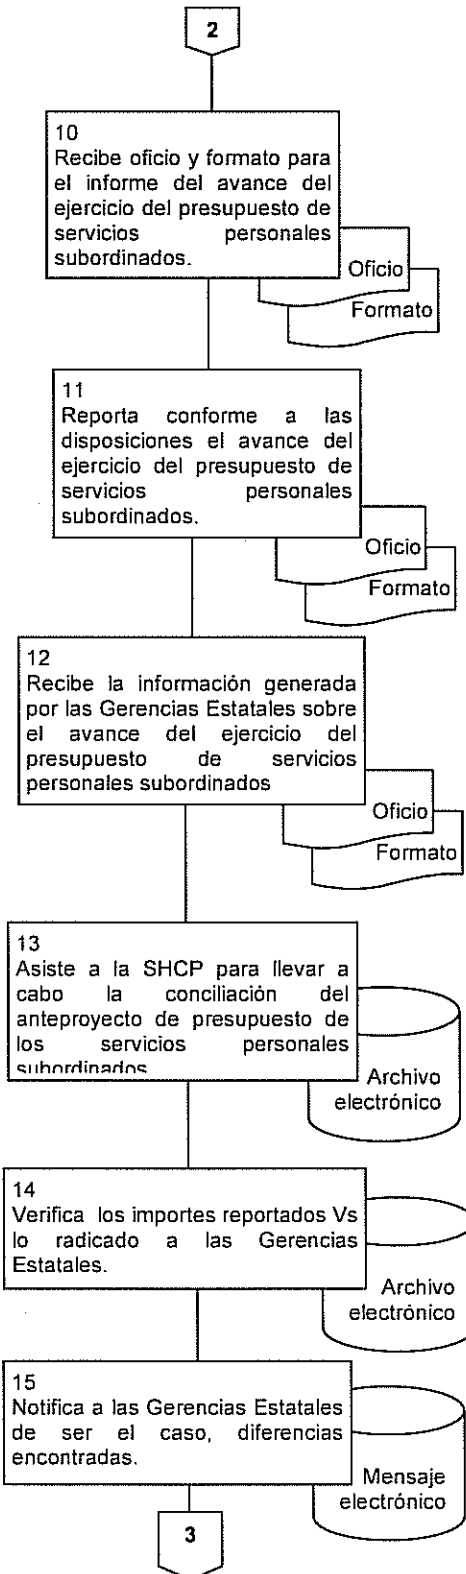 2
10
Recibe oficio y formato para
el informe del avance del
ejercicio del presupuesto de
servicios personales
subordinados.
Oficio
Formato
11
Reporta conforme a las
disposiciones el avance del
ejercicio del presupuesto de
servicios personales
subordinados.
Oficio
Formato
12
Recibe la información generada
por las Gerencias Estatales sobre
el avance del ejercicio del
presupuesto de servicios
personales subordinados
Oficio
Formato
13
Asiste a la SHCP para llevar a
cabo la conciliación del
anteproyecto de presupuesto de
los servicios personales
subordinados
Archivo
electrónico
14
Verifica los importes reportados Vs
lo radicado a las Gerencias
Estatales.
Archivo
electrónico
15
Notifica a las Gerencias Estatales
de ser el caso, diferencias
encontradas.
Mensaje
electrónico
3